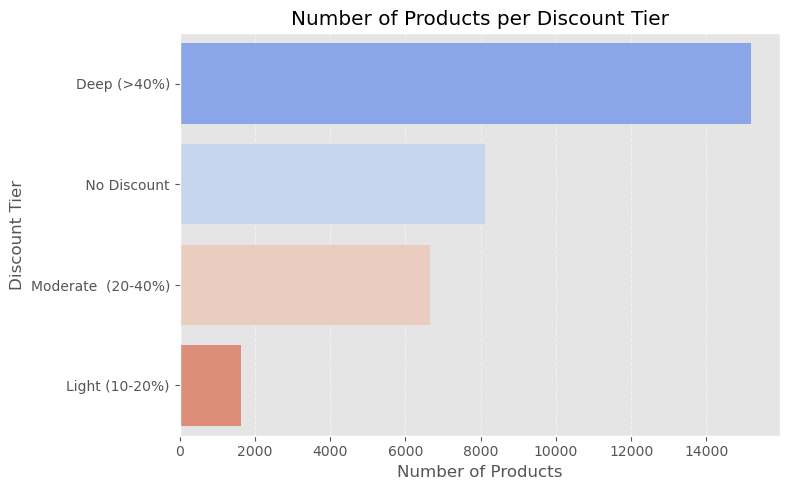 Number of Products per Discount Tier
Discount Tier
Deep (>40%)
No Discount
Moderate  (20-40%)
Light (10-20%)
0 2000 4000 6000 8000 10000 12000 14000
Number of Products